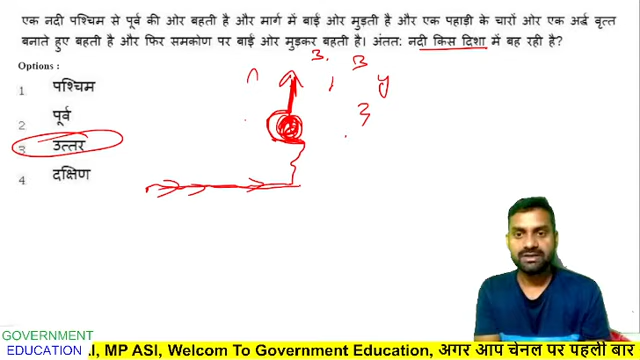 एक नदी पश्चिम से पूर्व की ओर बहती है और मार्ग में बाईं ओर मुड़ती है और एक पहाड़ी के चारों ओर एक अर्द्ध वृत्त
बनाते हुए बहती है और फिर समकोण पर बाईं ओर मुड़कर बहती है। अंतत: नदी किस दिशा में बह रही है?
Options :
1 पश्चिम
2 पूर्व
3 उत्तर
4 दक्षिण
GOVERNMENT
EDUCATION
I, MP ASI, Welcom To Government Education, अगर आप चेनल पर पहली बार